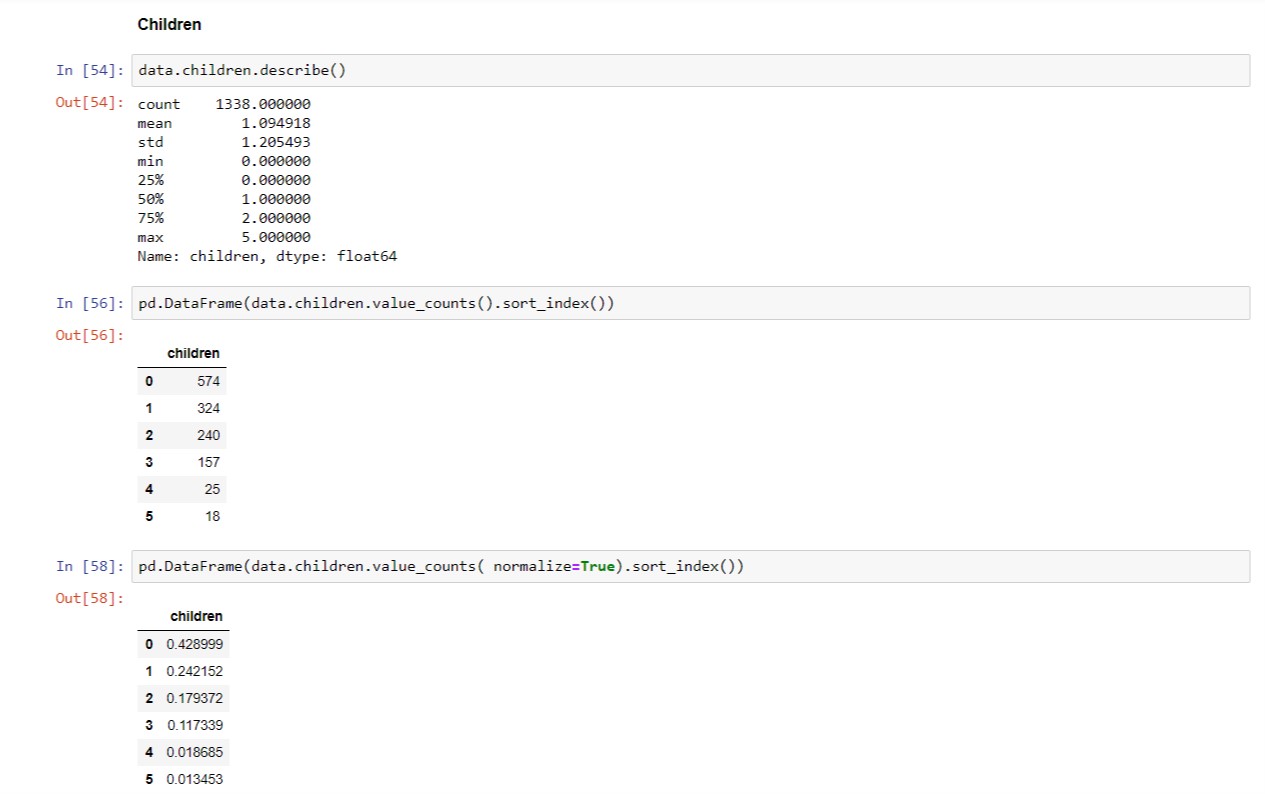 Children
In [54]: data.children.describe()
Out[54]: count 1338.000000
mean 1.094918
std 1.205493
min 0.000000
25% 0.000000
50% 1.000000
75% 2.000000
max 5.000000
Name: children, dtype: float64
In [56]: pd.DataFrame(data.children.value_counts().sort_index())
Out[56]:
children
0 574
1 324
2 240
3 157
4 25
5 18
In [58]: pd.DataFrame(data.children.value_counts( normalize=True).sort_index())
Out[58]:
children
0 0.428999
1 0.242152
2 0.179372
3 0.117339
4 0.018685
5 0.013453